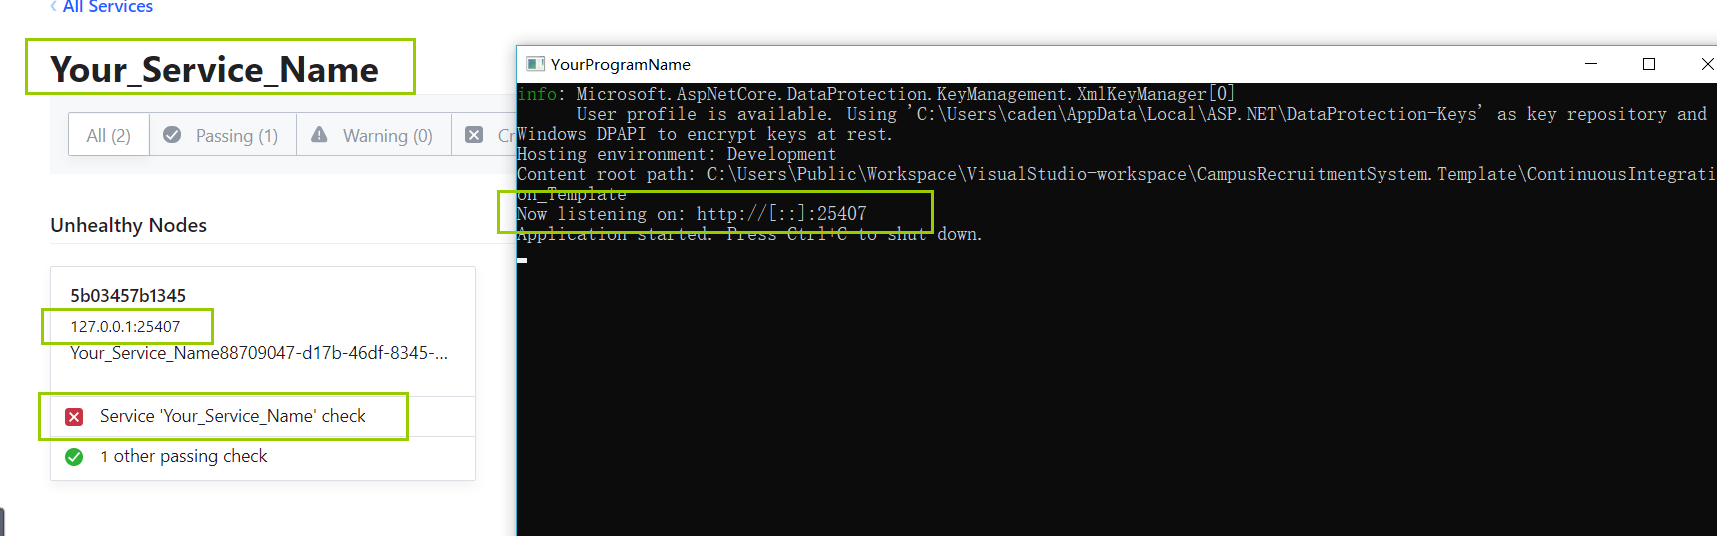 All Services
Your_Service_Name
All (2)
Passing (1)
Warning (0)
Unhealthy Nodes
5b03457b1345
127.0.0.1:25407
Your_Service_Name88709047-d17b-46df-8345-...
Service 'Your_Service_Name' check
1 other passing check
YourProgramName
info: Microsoft.AspNetCore.DataProtection.KeyManagement.XmlKeyManager[0]
User profile is available. Using 'C:\Users\caden\AppData\Local\ASP.NET\DataProtection-Keys' as key repository and
Windows DPAPI to encrypt keys at rest.
Hosting environment: Development
Content root path: C:\Users\Public\Workspace\VisualStudio-workspace\CampusRecruitmentSystem.Template\ContinuousIntegrati
on_Template
Now listening on: http://[::]:25407
Application started. Press Ctrl+C to shut down.